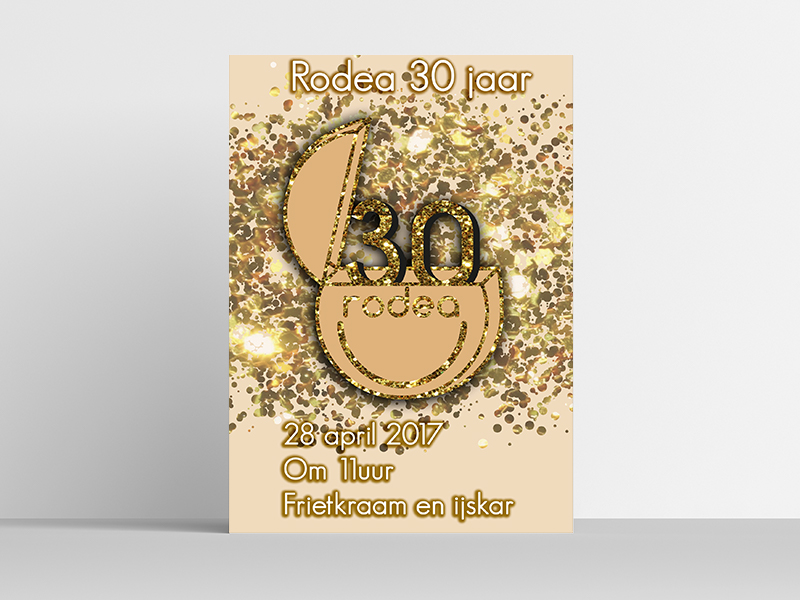 Rodea 30 jaar
30
rodea
28 april 2017
Om 11uur
Frietkraam en ijskar